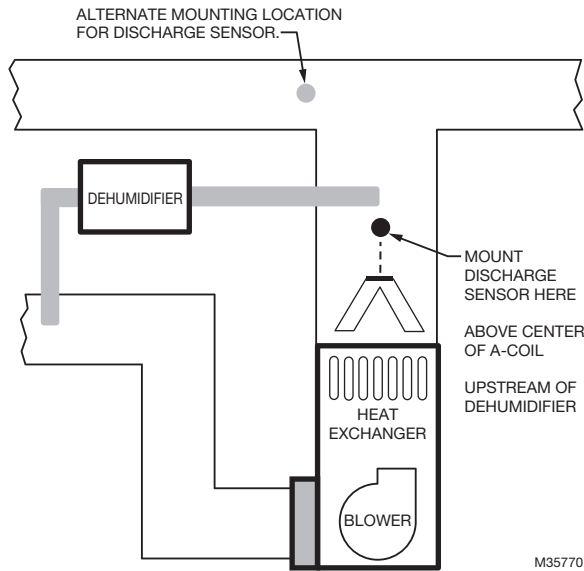 ALTERNATE MOUNTING LOCATION
FOR DISCHARGE SENSOR.
DEHUMIDIFIER
MOUNT
DISCHARGE
SENSOR HERE
ABOVE CENTER
OF A-COIL
UPSTREAM OF
DEHUMIDIFIER
HEAT
EXCHANGER
BLOWER
M35770